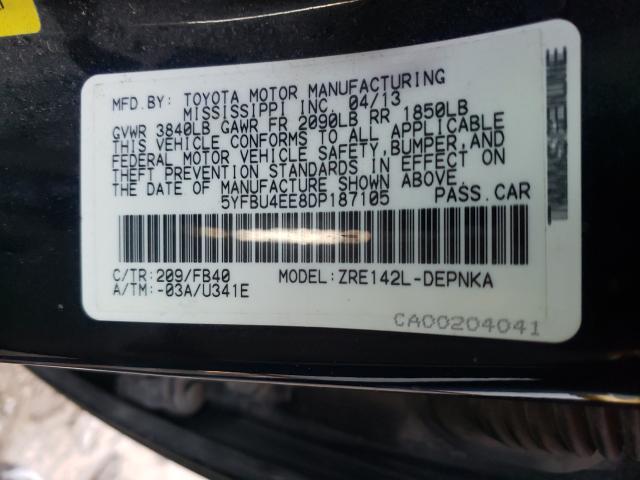 MFD.BY: TOYOTA MOTOR MANUFACTURING
MISSISSIPPI INC. 04/13
GVWR 3840LB GAWR FR 2090LB RR 1850LB
THIS VEHICLE CONFORMS TO ALL APPLICABLE
FEDERAL MOTOR VEHICLE SAFETY,BUMPER,AND
THEFT PREVENTION STANDARDS IN EFFECT ON
THE DATE OF MANUFACTURE SHOWN ABOVE.
5YFBU4EE8DP187105 PASS.CAR
C/TR:209/FB40 MODEL:ZRE142L-DEPNKA
A/TM:-03A/U341E
CA00204041